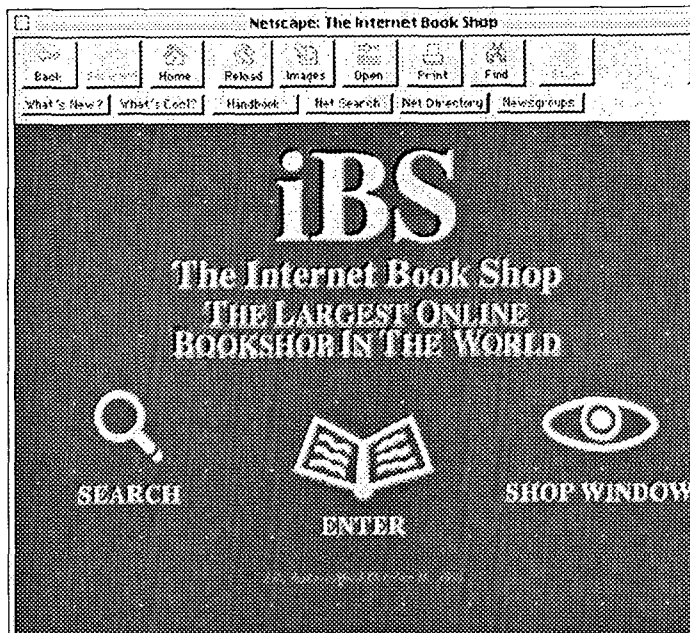 Netscape: The Internet Book Shop
Back Forward Home Reload Images Open Print Find Stop
What's New? What's Cool? Handbook Net Search Net Directory Newsgroups
iBS
The Internet Book Shop
THE LARGEST ONLINE
BOOKSHOP IN THE WORLD
SEARCH
SHOP WINDOW
ENTER